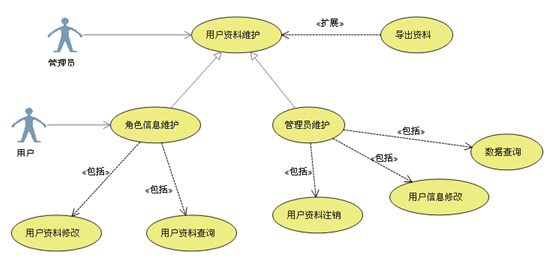 用户资料维护
«扩展»
导出资料
管理员
角色信息维护
管理员维护
用户
«包括»
数据查询
«包括»
«包括»
«包括»
«包括»
用户信息修改
用户资料注销
用户资料修改
用户资料查询